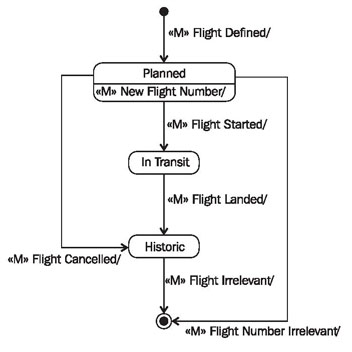 «M» Flight Defined/
Planned
«M» New Flight Number/
«M» Flight Started/
In Transit
«M» Flight Landed/
Historic
«M» Flight Cancelled/
«M» Flight Irrelevant/
«M» Flight Number Irrelevant/